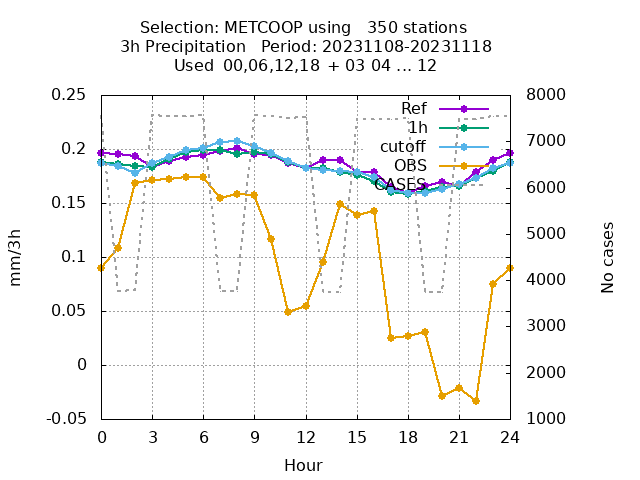 Selection: METCOOP using   350 stations
3h Precipitation   Period: 20231108-20231118
Used 00,06,12,18 + 03 04 ... 12
0.25
0.2
0.15
0.1
0.05
0
-0.05
8000
7000
6000
5000
4000
3000
2000
1000
Ref
1h
cutoff
OBS
CASES
mm/3h
No cases
0 3 6 9 12 15 18 21 24
Hour